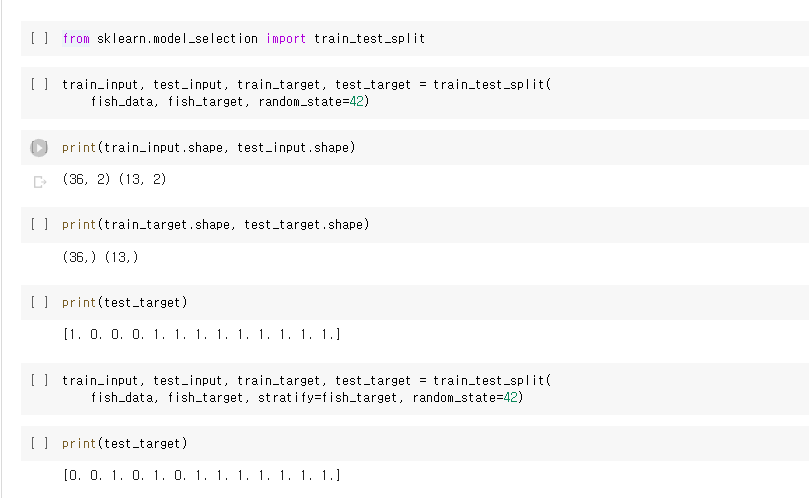 [ ] from sklearn.model_selection import train_test_split
[ ] train_input, test_input, train_target, test_target = train_test_split(
fish_data, fish_target, random_state=42)
print(train_input.shape, test_input.shape)
(36, 2) (13, 2)
[ ] print(train_target.shape, test_target.shape)
(36,) (13,)
[ ] print(test_target)
[1. 0. 0. 0. 1. 1. 1. 1. 1. 1. 1. 1. 1.]
[ ] train_input, test_input, train_target, test_target = train_test_split(
fish_data, fish_target, stratify=fish_target, random_state=42)
[ ] print(test_target)
[0. 0. 1. 0. 1. 0. 1. 1. 1. 1. 1. 1. 1.]